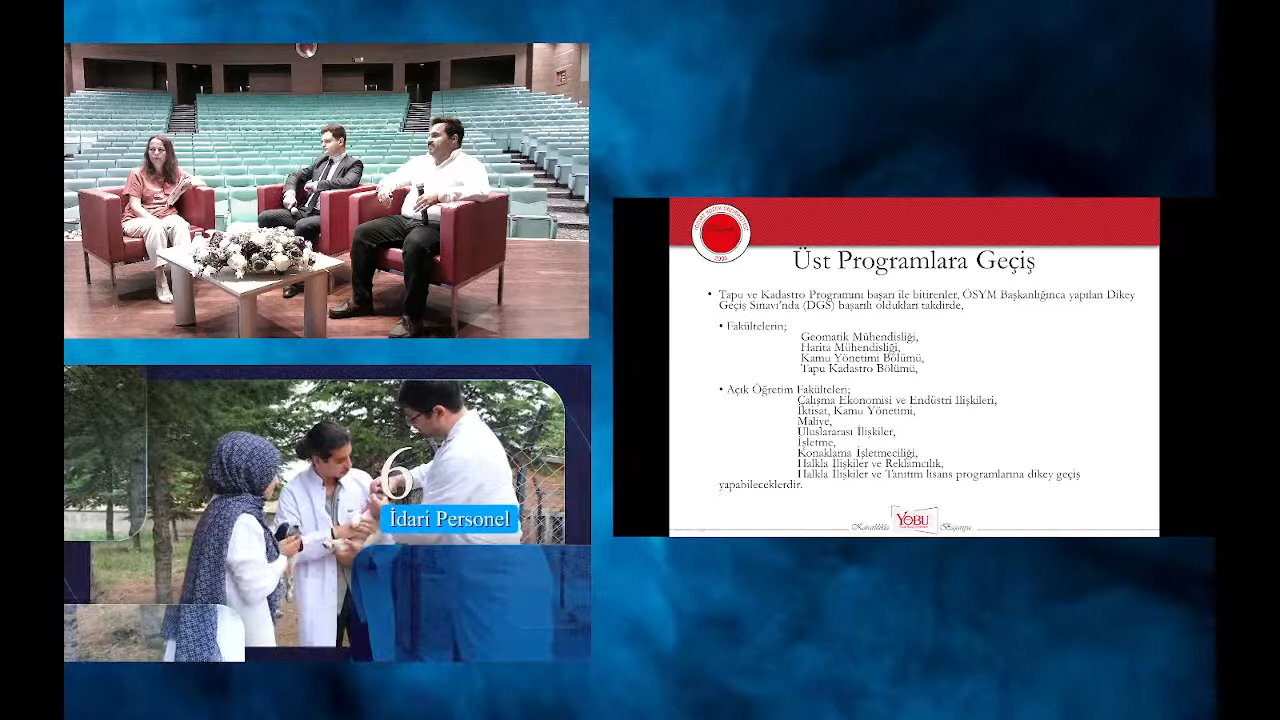 6
İdari Personel
2006
Üst Programlara Geçiş
• Tapu ve Kadastro Programını başarı ile bitirenler, ÖSYM Başkanlığınca yapılan Dikey
Geçiş Sınavı'nda (DGS) başarılı oldukları takdirde,
• Fakültelerin;
Geomatik Mühendisliği,
Harita Mühendisliği,
Kamu Yönetimi Bölümü,
Tapu Kadastro Bölümü,
• Açık Öğretim Fakülteleri;
Çalışma Ekonomisi ve Endüstri İlişkileri,
İktisat, Kamu Yönetimi,
Maliye,
Uluslararası İlişkiler,
İşletme,
Konaklama İşletmeciliği,
Halkla İlişkiler ve Reklamcılık,
Halkla İlişkiler ve Tanıtım lisans programlarına dikey geçiş
yapabileceklerdir.
Kararlılıkla YOBU Başarıya